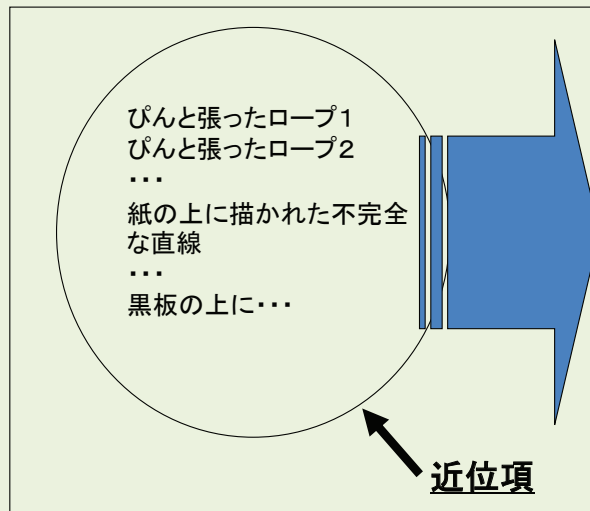 ぴんと張ったロープ1
ぴんと張ったロープ２
・・・
紙の上に描かれた不完全
な直線
・・・
黒板の上に・・・
近位項